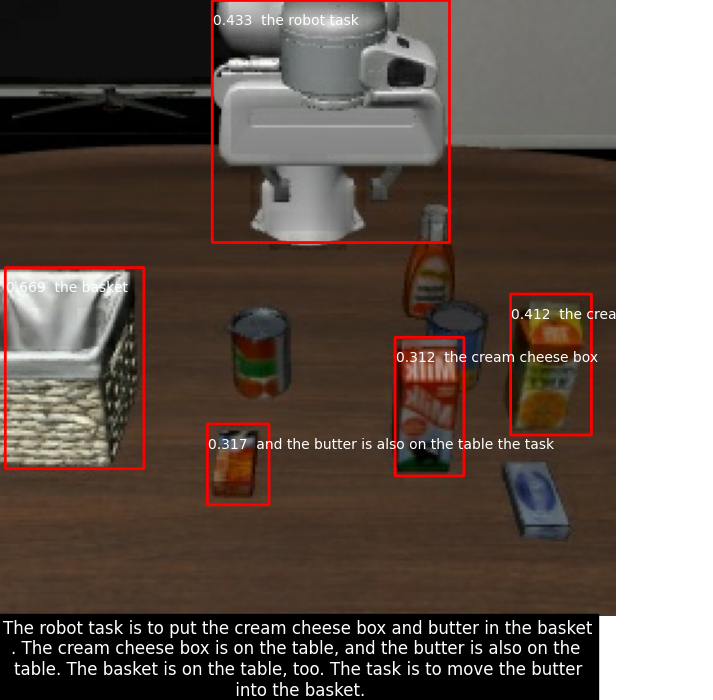 0.433 the robot task
0.669 the basket
0.412 the crea
0.312 the cream cheese box
Milk
Milk
0.317 and the butter is also on the table the task
The robot task is to put the cream cheese box and butter in the basket
. The cream cheese box is on the table, and the butter is also on the
table. The basket is on the table, too. The task is to move the butter
into the basket.